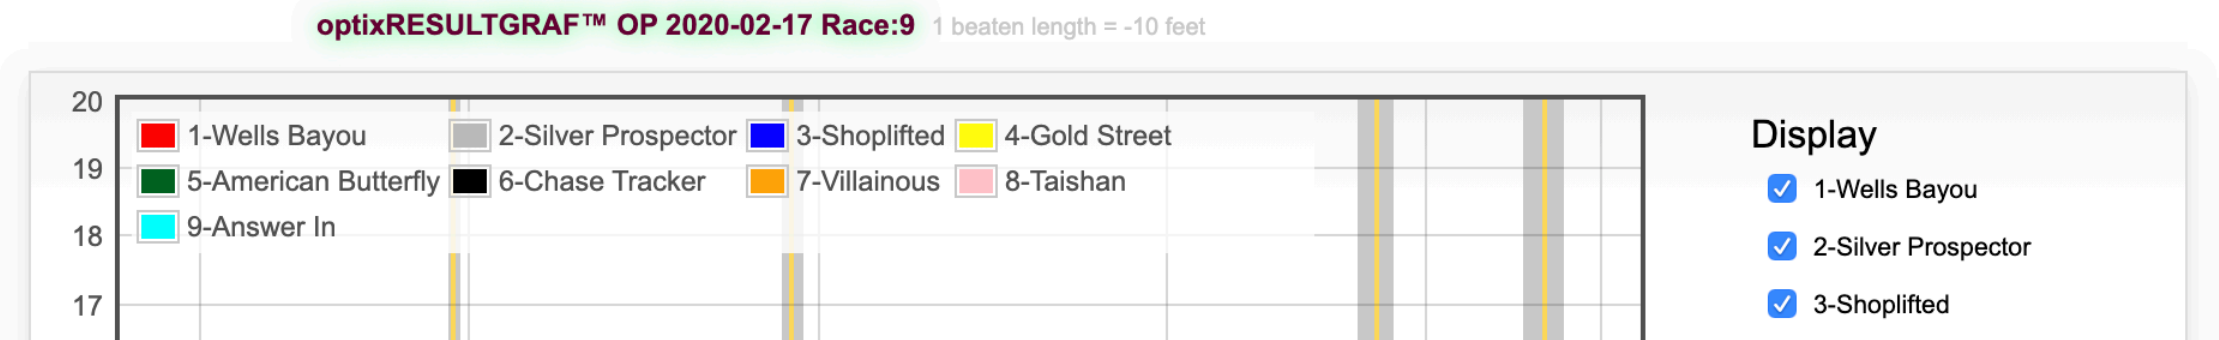 optixRESULTGRAF™ OP 2020-02-17 Race:9 1 beaten length = -10 feet
20
1-Wells Bayou 2-Silver Prospector 3-Shoplifted 4-Gold Street
19
5-American Butterfly 6-Chase Tracker 7-Villainous 8-Taishan
18
9-Answer In
17
Display
1-Wells Bayou
2-Silver Prospector
3-Shoplifted